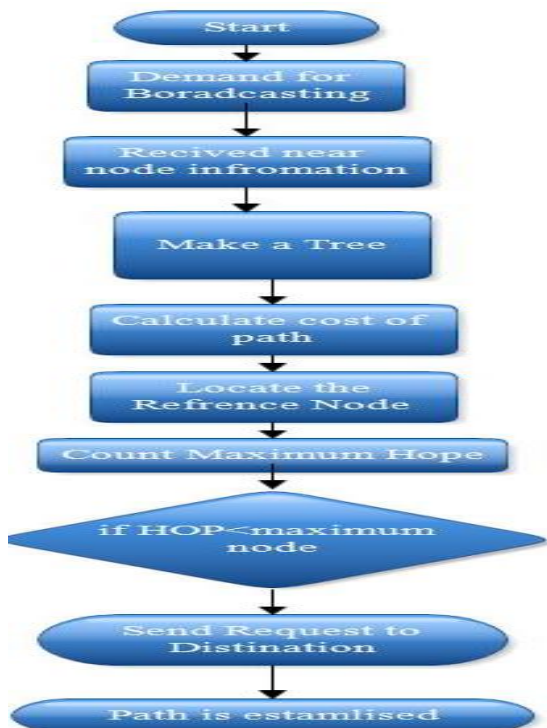 Start
Demand for
Boradcasting
Recived near
node infromation
Make a Tree
Calculate cost of
path
Locate the
Refrence Node
Count Maximum Hope
if HOP<maximum
node
Send Request to
Distination
Path is estamlised